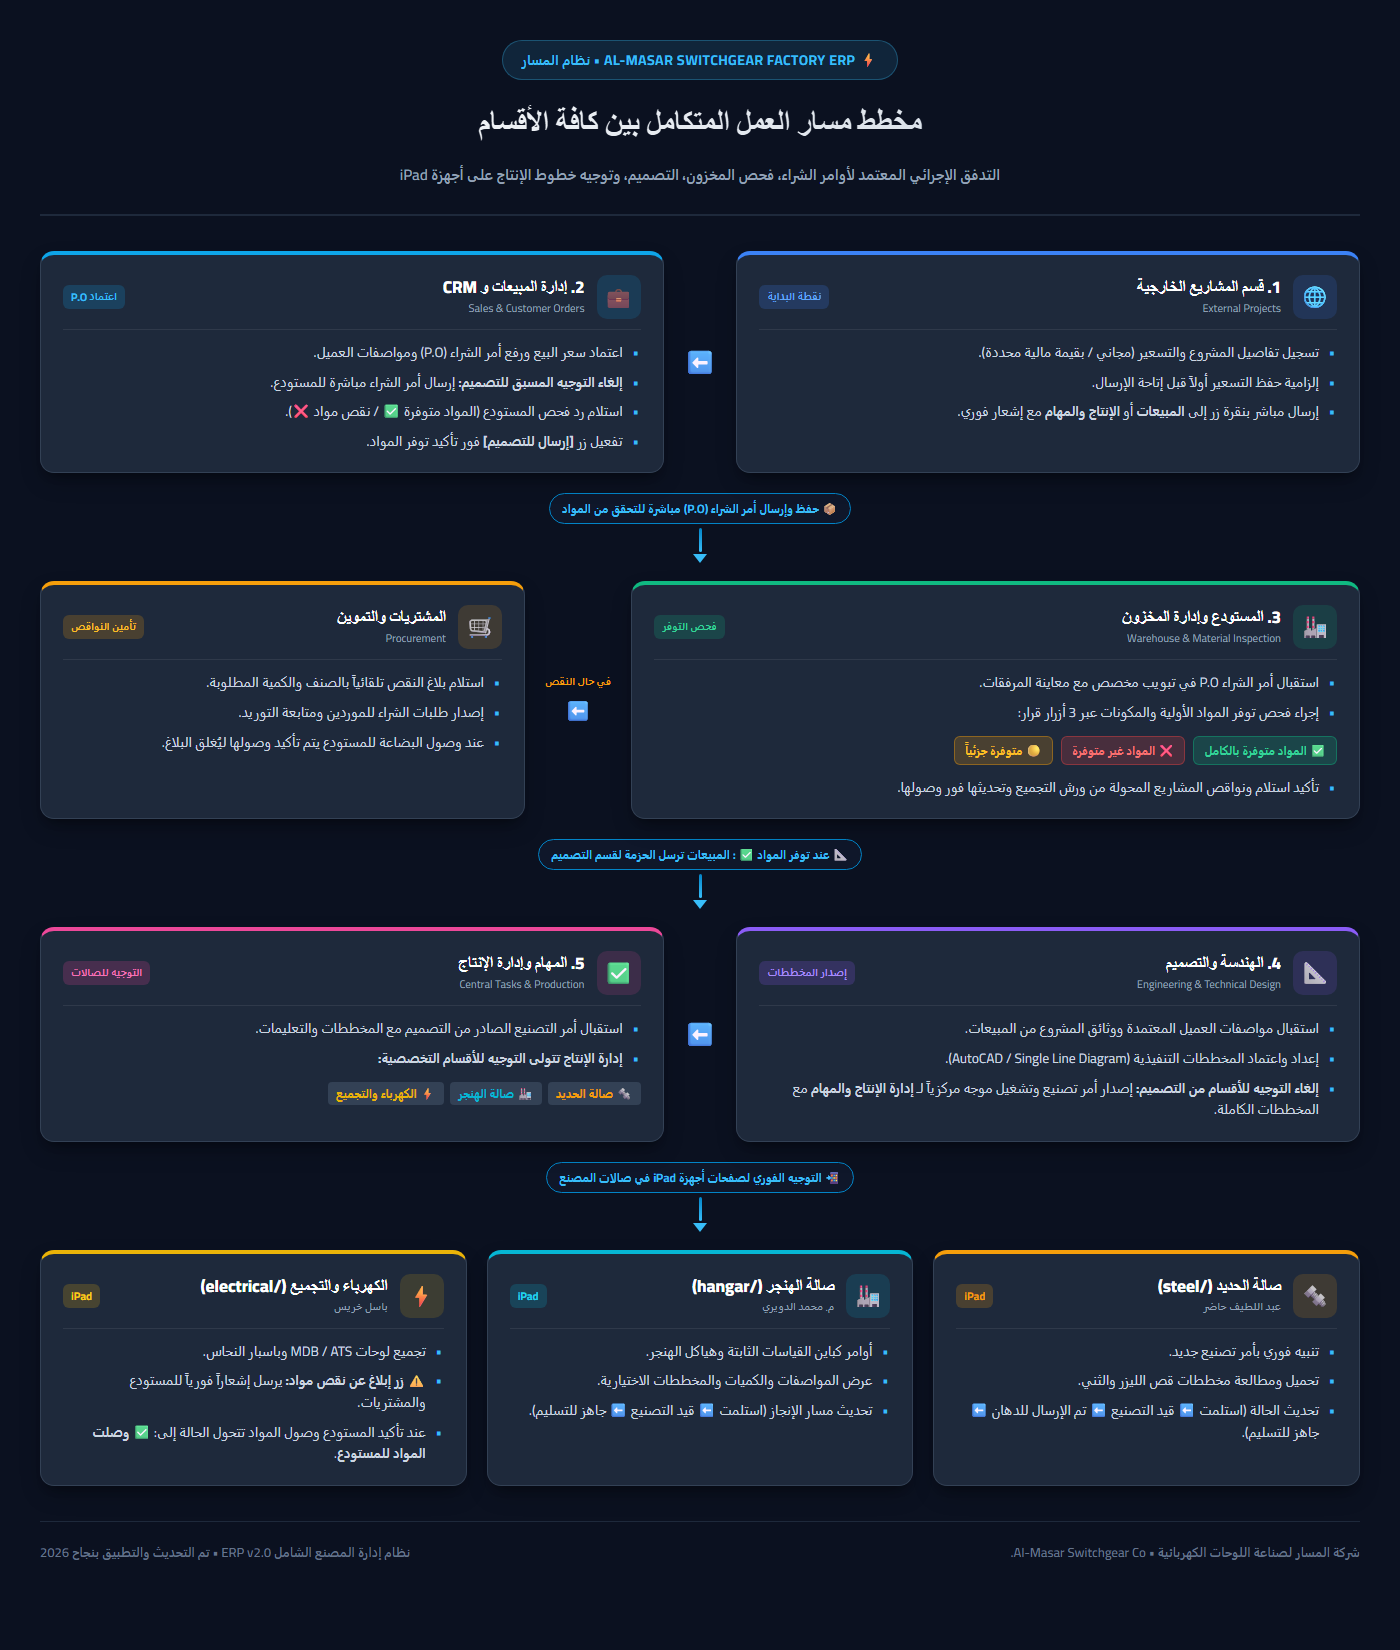 ⚡ AL-MASAR SWITCHGEAR FACTORY ERP • نظام المسار
مخطط مسار العمل المتكامل بين كافة الأقسام
التدفق الإجرائي المعتمد لأوامر الشراء، فحص المخزون، التصميم، وتوجيه خطوط الإنتاج على أجهزة iPad
1. قسم المشاريع الخارجية
External Projects
نقطة البداية
• تسجيل تفاصيل المشروع والتسعير (مجاني / بقيمة مالية محددة).
• إلزامية حفظ التسعير أولاً قبل إتاحة الإرسال.
• إرسال مباشر بنقرة زر إلى المبيعات أو الإنتاج والمهام مع إشعار فوري.
2. إدارة المبيعات و CRM
Sales & Customer Orders
اعتماد P.O
• اعتماد سعر البيع ورفع أمر الشراء (P.O) ومواصفات العميل.
• إلغاء التوجيه المسبق للتصميم: إرسال أمر الشراء مباشرة للمستودع.
• استلام رد فحص المستودع (المواد متوفرة ✅ / نقص مواد ❌).
• تفعيل زر [إرسال للتصميم] فور تأكيد توفر المواد.
📦 حفظ وإرسال أمر الشراء (P.O) مباشرة للتحقق من المواد
3. المستودع وإدارة المخزون
Warehouse & Material Inspection
فحص التوفر
• استقبال أمر الشراء P.O في تبويب مخصص مع معاينة المرفقات.
• إجراء فحص توفر المواد الأولية والمكونات عبر 3 أزرار قرار:
✅ المواد متوفرة بالكامل
❌ المواد غير متوفرة
🟡 متوفرة جزئياً
• تأكيد استلام ونواقص المشاريع المحولة من ورش التجميع وتحديثها فور وصولها.
في حال النقص
المشتريات والتموين
Procurement
تأمين النواقص
• استلام بلاغ النقص تلقائياً بالصنف والكمية المطلوبة.
• إصدار طلبات الشراء للموردين ومتابعة التوريد.
• عند وصول البضاعة للمستودع يتم تأكيد وصولها ليُغلق البلاغ.
📐 عند توفر المواد ✅ : المبيعات ترسل الحزمة لقسم التصميم
4. الهندسة والتصميم
Engineering & Technical Design
إصدار المخططات
• استقبال مواصفات العميل المعتمدة ووثائق المشروع من المبيعات.
• إعداد واعتماد المخططات التنفيذية (AutoCAD / Single Line Diagram).
• إلغاء التوجيه للأقسام من التصميم: إصدار أمر تصنيع وتشغيل موجه مركزياً لـ إدارة الإنتاج والمهام مع
المخططات الكاملة.
5. المهام وإدارة الإنتاج
Central Tasks & Production
التوجيه للصالات
• استقبال أمر التصنيع الصادر من التصميم مع المخططات والتعليمات.
• إدارة الإنتاج تتولى التوجيه للأقسام التخصصية:
🔩 صالة الحديد
🏭 صالة الهنجر
⚡ الكهرباء والتجميع
📲 التوجيه الفوري لصفحات أجهزة iPad في صالات المصنع
صالة الحديد (/steel)
عبد اللطيف حاضر
iPad
• تنبيه فوري بأمر تصنيع جديد.
• تحميل ومطالعة مخططات قص الليزر والثني.
• تحديث الحالة (استلمت ⬅️ قيد التصنيع ⬅️ تم الإرسال للدهان ⬅️
جاهز للتسليم).
صالة الهنجر (/hangar)
م. محمد الدويري
iPad
• أوامر كباين القياسات الثابتة وهياكل الهنجر.
• عرض المواصفات والكميات والمخططات الاختيارية.
• تحديث مسار الإنجاز (استلمت ⬅️ قيد التصنيع ⬅️ جاهز للتسليم).
الكهرباء والتجميع (/electrical)
باسل خريس
iPad
• تجميع لوحات MDB / ATS وباسبار النحاس.
• ⚠️ زر إبلاغ عن نقص مواد: يرسل إشعاراً فورياً للمستودع
والمشتريات.
• عند تأكيد المستودع وصول المواد تتحول الحالة إلى: ✅ وصلت
المواد للمستودع.
شركة المسار لصناعة اللوحات الكهربائية • Al-Masar Switchgear Co.
نظام إدارة المصنع الشامل ERP v2.0 • تم التحديث والتطبيق بنجاح 2026